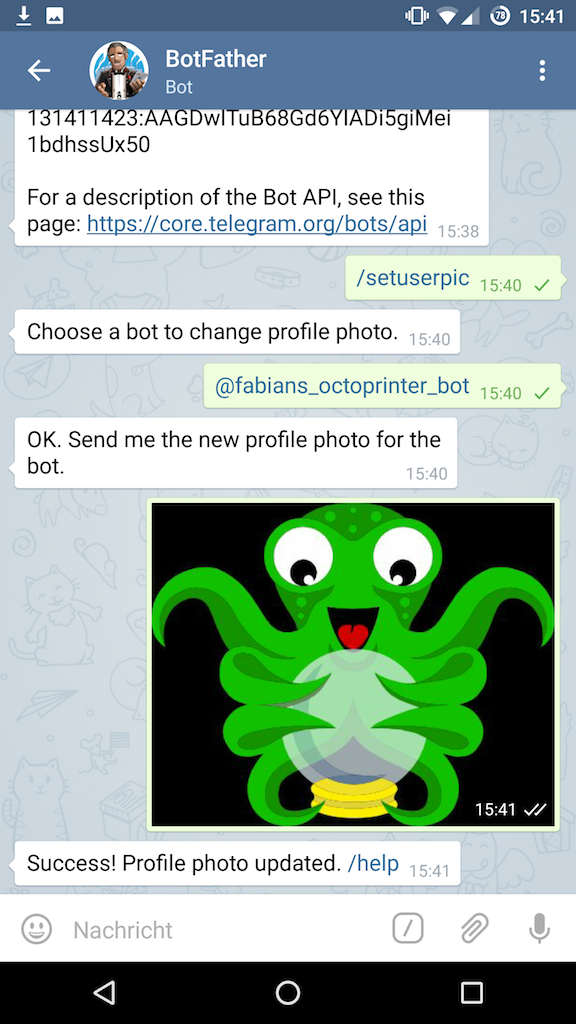 78 15:41
BotFather
Bot
131411423:AAGDwlTuB68Gd6YIADi5giMei
1bdhssUx50
For a description of the Bot API, see this
page: https://core.telegram.org/bots/api 15:38
/setuserpic 15:40
Choose a bot to change profile photo. 15:40
@fabians_octoprinter_bot 15:40
OK. Send me the new profile photo for the
bot. 15:40
15:41
Success! Profile photo updated. /help 15:41
Nachricht